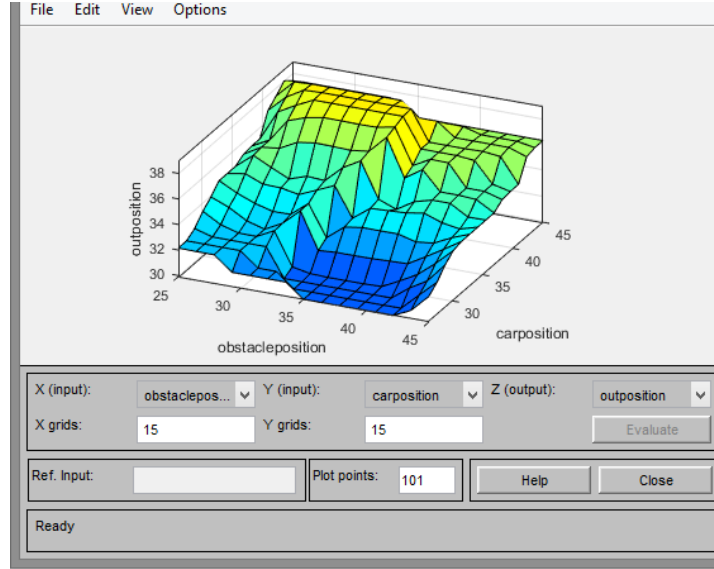 File Edit View Options
38
36
34
32
30
outposition
25
30
35
40
45
obstacleposition
45
40
35
30
carposition
X (input): obstaclepos... Y (input): carposition Z (output): outposition
X grids: 15 Y grids: 15 Evaluate
Ref. Input: Plot points: 101 Help Close
Ready